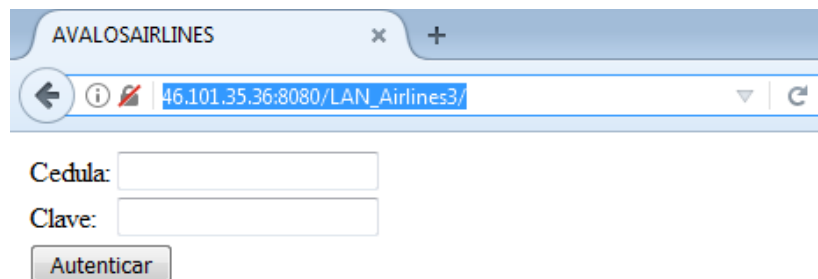 AVALOSAIRLINES
46.101.35.36:8080/LAN_Airlines3/
Cedula:
Clave:
Autenticar